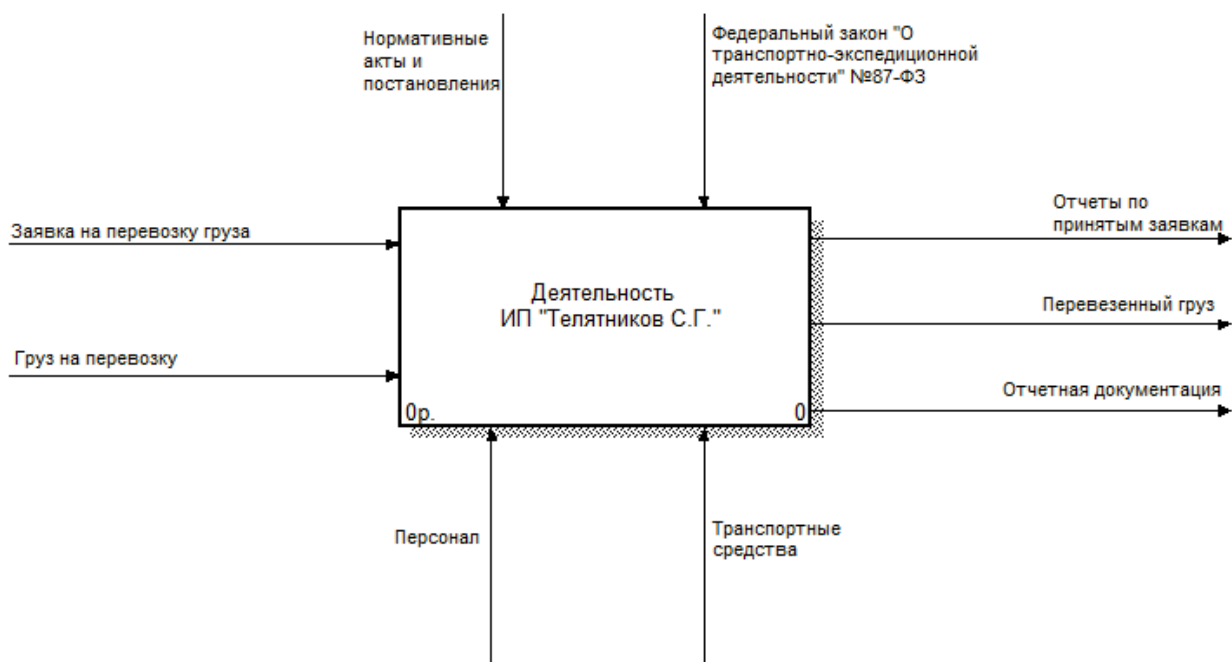 Нормативные
акты и
постановления
Федеральный закон "О
транспортно-экспедиционной
деятельности" №87-ФЗ
Заявка на перевозку груза
Груз на перевозку
Деятельность
ИП "Телятников С.Г."
0р.
0
Отчеты по
принятым заявкам
Перевезенный груз
Отчетная документация
Персонал
Транспортные
средства